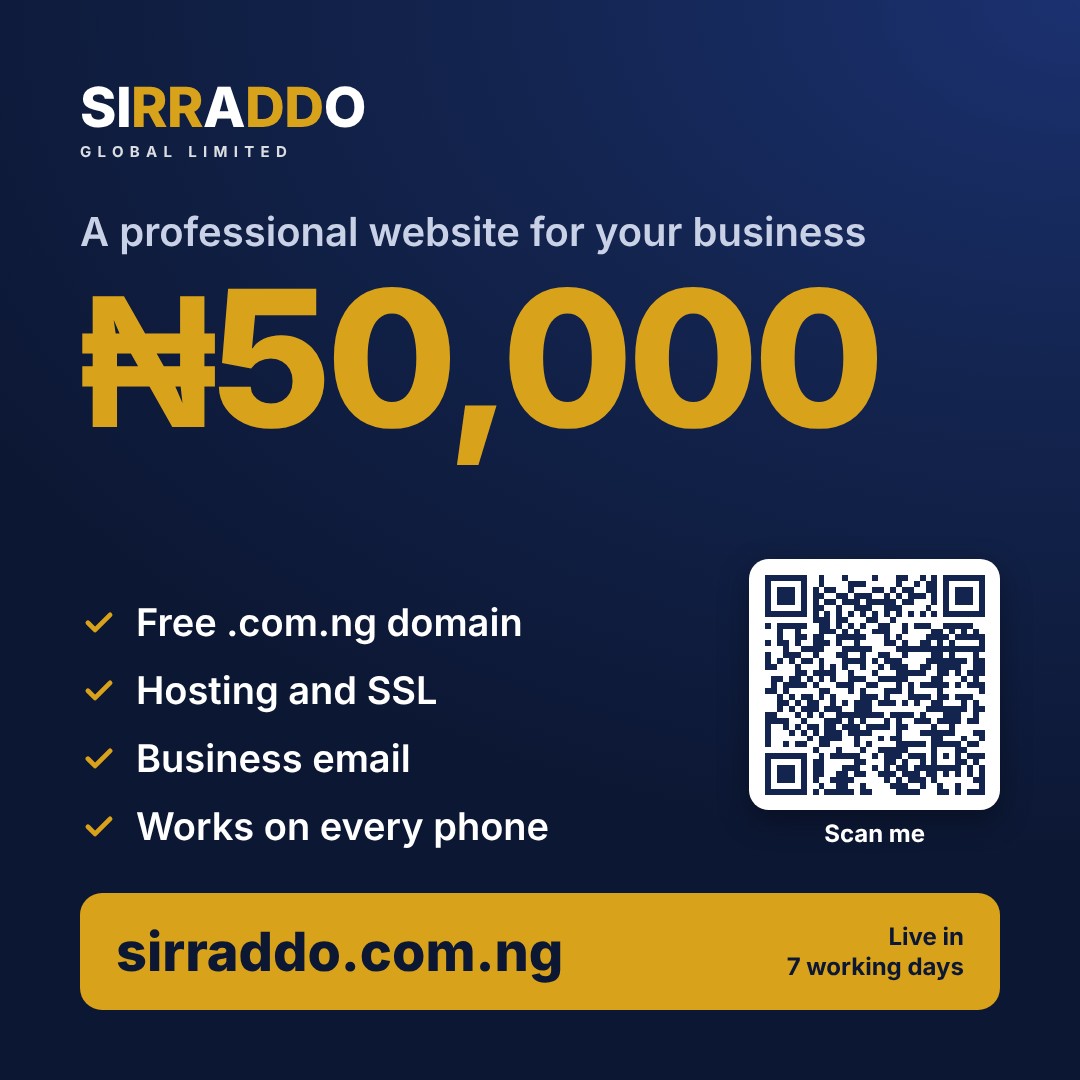 SIRRADDO
GLOBAL LIMITED
A professional website for your business
₦50,000
Free .com.ng domain
Hosting and SSL
Business email
Works on every phone
Scan me
sirraddo.com.ng
Live in
7 working days